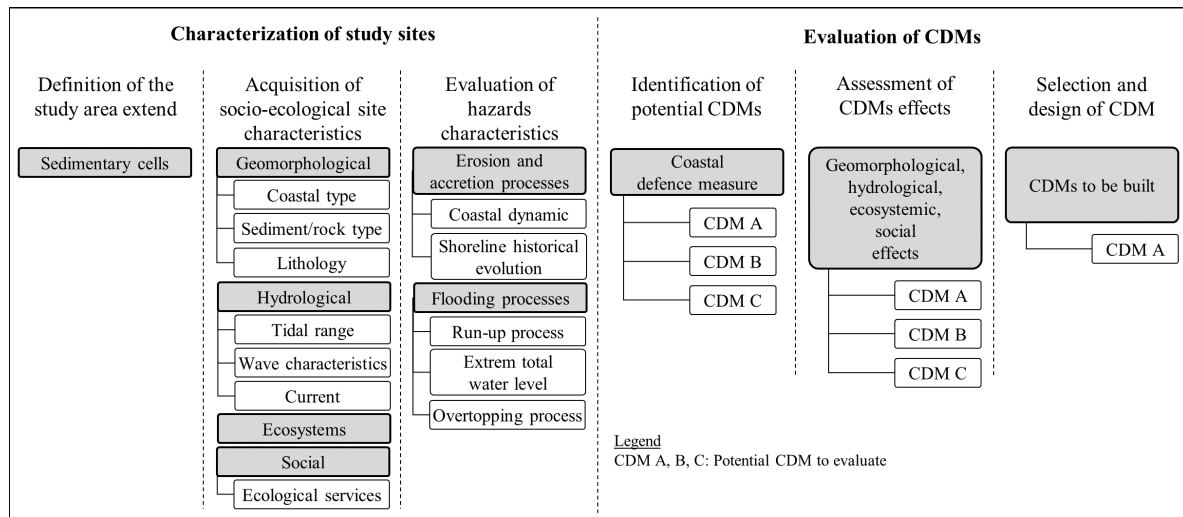 Characterization of study sites
Definition of the
study area extend
Sedimentary cells
Acquisition of
socio-ecological site
characteristics
Geomorphological
Coastal type
Sediment/rock type
Lithology
Hydrological
Tidal range
Wave characteristics
Current
Ecosystems
Social
Ecological services
Evaluation of
hazards
characteristics
Erosion and
accretion processes
Coastal dynamic
Shoreline historical
evolution
Flooding processes
Run-up process
Extrem total
water level
Overtopping process
Evaluation of CDMs
Identification of
potential CDMs
Coastal
defence measure
CDM A
CDM B
CDM C
Assessment of
CDMs effects
Geomorphological,
hydrological,
ecosystemic,
social
effects
CDM A
CDM B
CDM C
Selection and
design of CDM
CDMs to be built
CDM A
Legend
CDM A, B, C: Potential CDM to evaluate